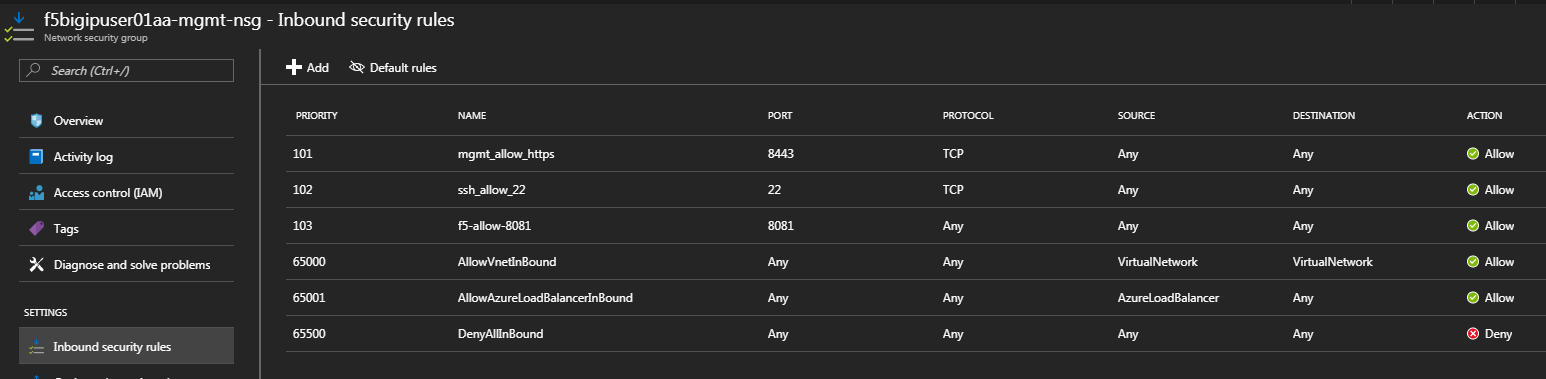 f5bigipuser01aa-mgmt-nsg - Inbound security rules
Network security group
Search (Ctrl+/)
Overview
Activity log
Access control (IAM)
Tags
Diagnose and solve problems
SETTINGS
Inbound security rules
Add Default rules
PRIORITY NAME PORT PROTOCOL SOURCE DESTINATION ACTION
101 mgmt_allow_https 8443 TCP Any Any Allow
102 ssh_allow_22 22 TCP Any Any Allow
103 f5-allow-8081 8081 Any Any Any Allow
65000 AllowVnetInBound Any Any VirtualNetwork VirtualNetwork Allow
65001 AllowAzureLoadBalancerInBound Any Any AzureLoadBalancer Any Allow
65500 DenyAllInBound Any Any Any Any Deny